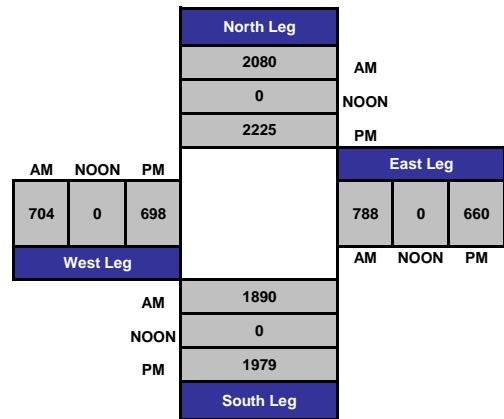 North Leg
2080 AM
0 NOON
2225 PM
AM NOON PM
East Leg
704 0 698
788 0 660
West Leg
AM NOON PM
AM 1890
NOON 0
PM 1979
South Leg